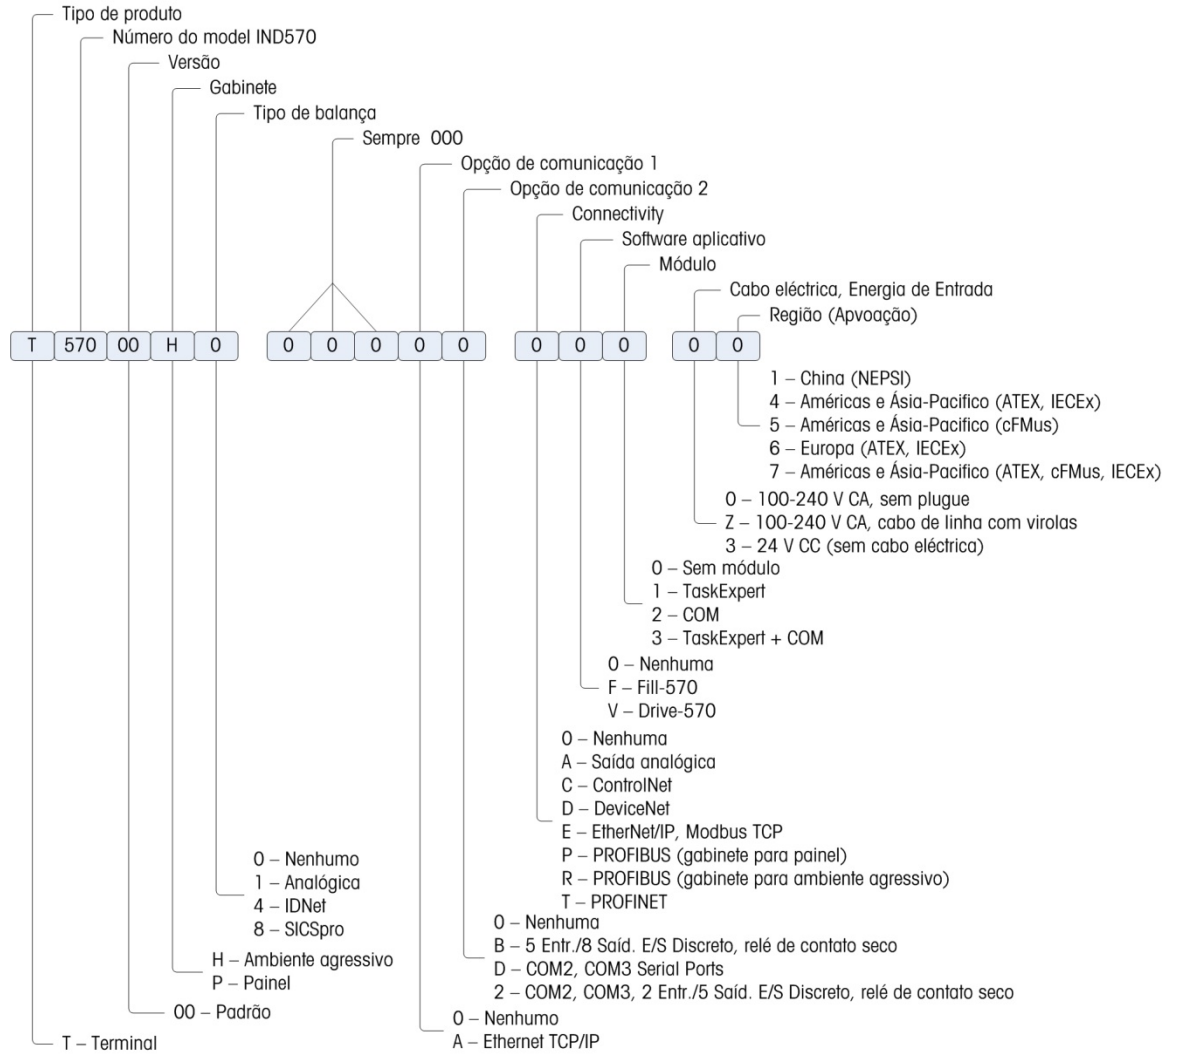 Tipo de produto
Número do model IND570
Versão
Gabinete
Tipo de balança
Sempre 000
Opção de comunicação 1
Opção de comunicação 2
Connectivity
Software aplicativo
Módulo
Cabo eléctrica, Energia de Entrada
Região (Apvoação)
T 570 00 H 0 0 0 0 0 0 0 0 0 0 0
1 – China (NEPSI)
4 – Américas e Ásia-Pacifico (ATEX, IECEx)
5 – Américas e Ásia-Pacifico (cFMus)
6 – Europa (ATEX, IECEx)
7 – Américas e Ásia-Pacifico (ATEX, cFMus, IECEx)
0 – 100-240 V CA, sem plugue
Z – 100-240 V CA, cabo de linha com virolas
3 – 24 V CC (sem cabo eléctrica)
0 – Sem módulo
1 – TaskExpert
2 – COM
3 – TaskExpert + COM
0 – Nenhuma
F – Fill-570
V – Drive-570
0 – Nenhuma
A – Saída analógica
C – ControlNet
D – DeviceNet
E – EtherNet/IP, Modbus TCP
P – PROFIBUS (gabinete para painel)
R – PROFIBUS (gabinete para ambiente agressivo)
T – PROFINET
0 – Nenhumo
1 – Analógica
4 – IDNet
8 – SICSpro
0 – Nenhuma
B – 5 Entr./8 Saíd. E/S Discreto, relé de contato seco
D – COM2, COM3 Serial Ports
2 – COM2, COM3, 2 Entr./5 Saíd. E/S Discreto, relé de contato seco
H – Ambiente agressivo
P – Painel
00 – Padrão
0 – Nenhumo
A – Ethernet TCP/IP
T – Terminal